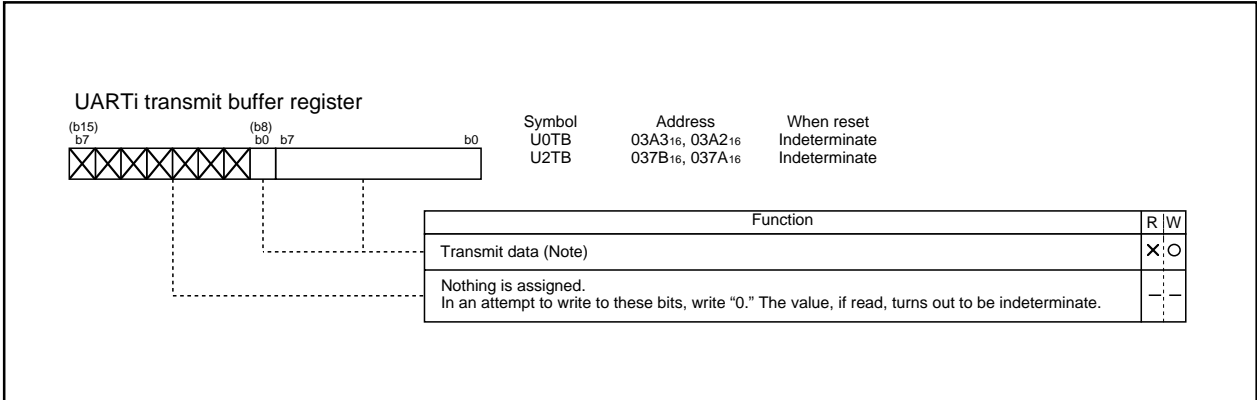 UARTi transmit buffer register
(b15) (b8)
b7 b0 b7 b0
Symbol Address When reset
U0TB 03A3₁₆, 03A2₁₆ Indeterminate
U2TB 037B₁₆, 037A₁₆ Indeterminate
Function R W
Transmit data (Note) X O
Nothing is assigned.
In an attempt to write to these bits, write “0.” The value, if read, turns out to be indeterminate. – –